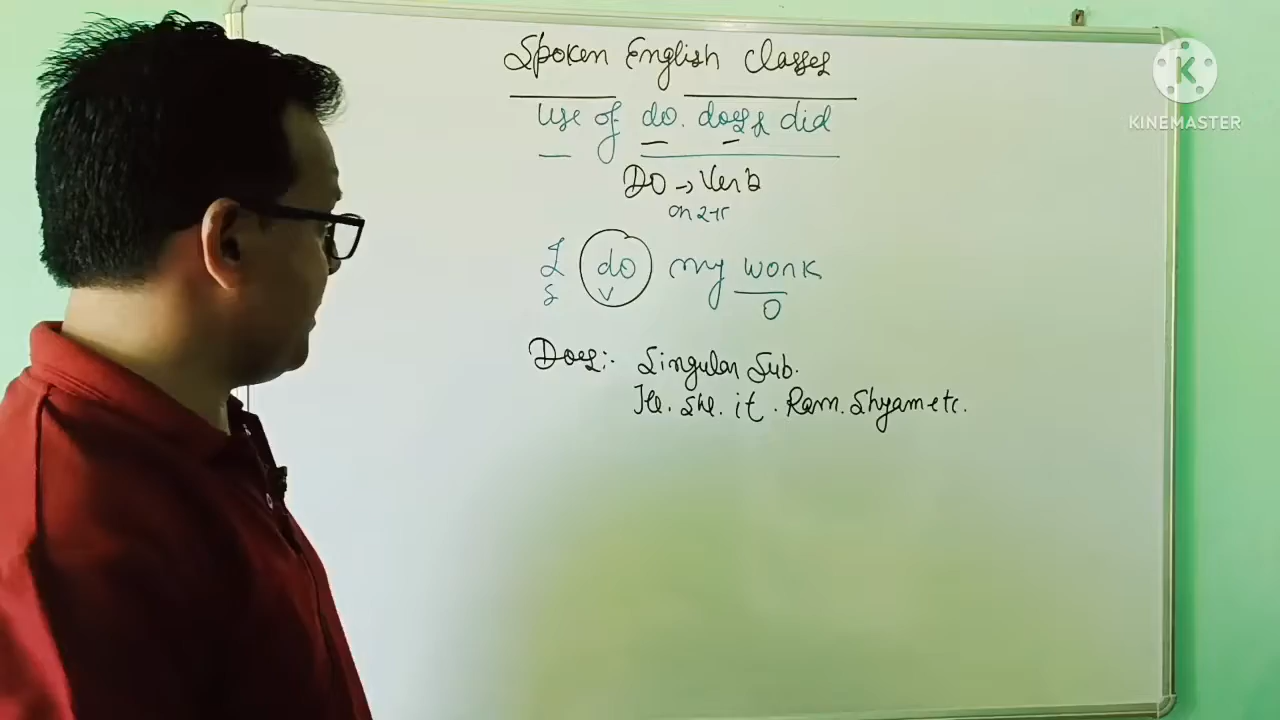 Spoken English Classes
use of do. does & did
DO → Verb
I do my work
S V O
Does:- Singular Sub.
He. She. it. Ram. Shyam etc.
K
KINEMASTER